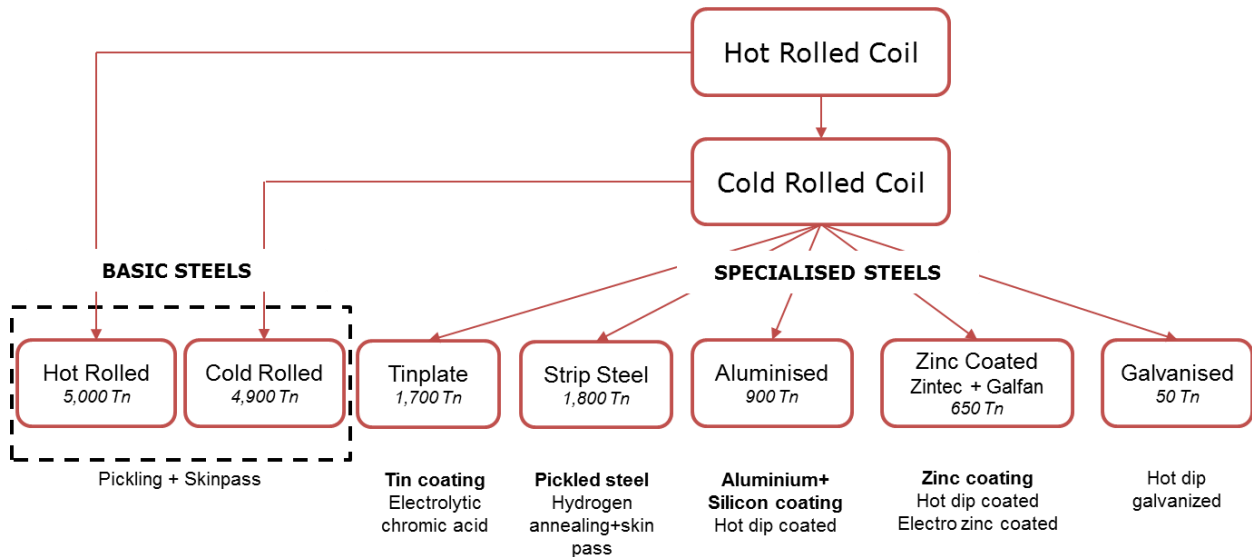 Hot Rolled Coil
Cold Rolled Coil
BASIC STEELS
SPECIALISED STEELS
Hot Rolled
5,000 Tn
Cold Rolled
4,900 Tn
Tinplate
1,700 Tn
Strip Steel
1,800 Tn
Aluminised
900 Tn
Zinc Coated
Zintec + Galfan
650 Tn
Galvanised
50 Tn
Pickling + Skinpass
Tin coating
Electrolytic
chromic acid
Pickled steel
Hydrogen
annealing+skin
pass
Aluminium+
Silicon coating
Hot dip coated
Zinc coating
Hot dip coated
Electro zinc coated
Hot dip
galvanized